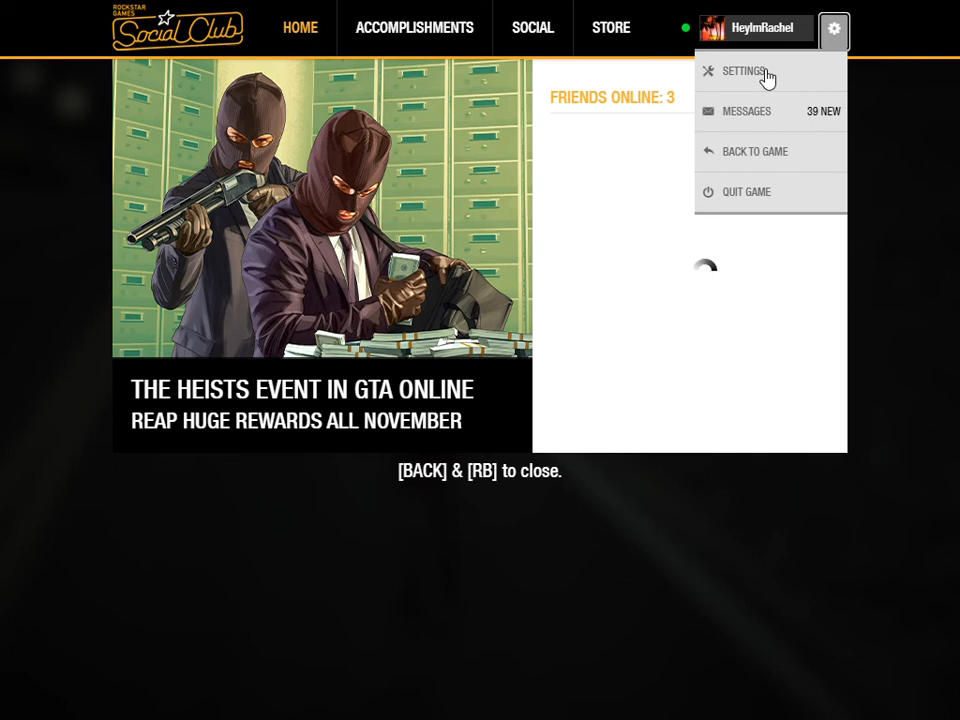 ROCKSTAR
GAMES
Social Club
HOME
ACCOMPLISHMENTS
SOCIAL
STORE
HeyImRachel
SETTINGS
MESSAGES 39 NEW
BACK TO GAME
QUIT GAME
FRIENDS ONLINE: 3
THE HEISTS EVENT IN GTA ONLINE
REAP HUGE REWARDS ALL NOVEMBER
[BACK] & [RB] to close.